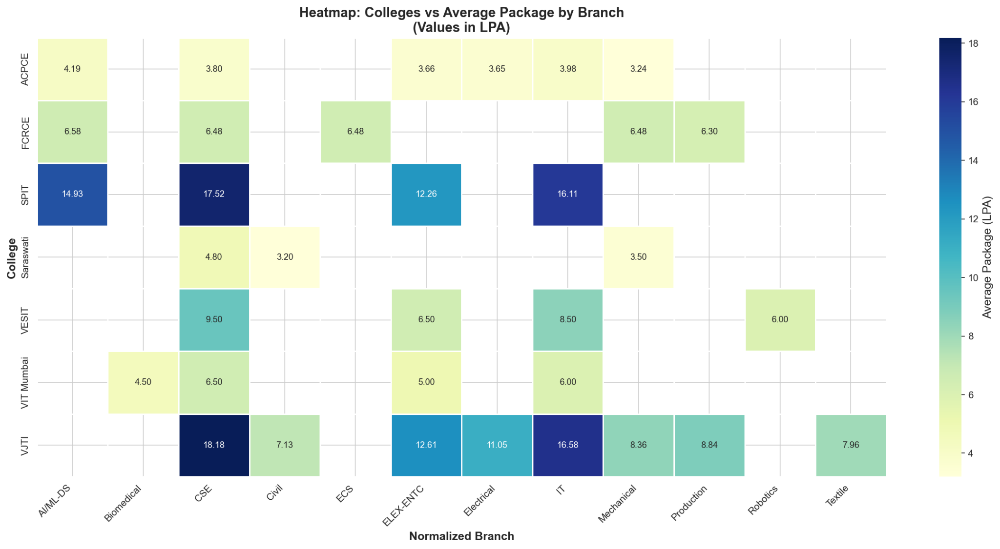 Heatmap: Colleges vs Average Package by Branch
(Values in LPA)
College
ACPCE
4.19
3.80
3.66
3.65
3.98
3.24
FCRCE
6.58
6.48
6.48
6.48
6.30
SPIT
14.93
17.52
12.26
16.11
Saraswati
4.80
3.20
3.50
VESIT
9.50
6.50
8.50
6.00
VIT Mumbai
4.50
6.50
5.00
6.00
VJTI
18.18
7.13
12.61
11.05
16.58
8.36
8.84
7.96
AI/ML-DS
Biomedical
CSE
Civil
ECS
ELEX-ENTC
Electrical
IT
Mechanical
Production
Robotics
Textile
Normalized Branch
18
16
14
12
10
8
6
4
Average Package (LPA)